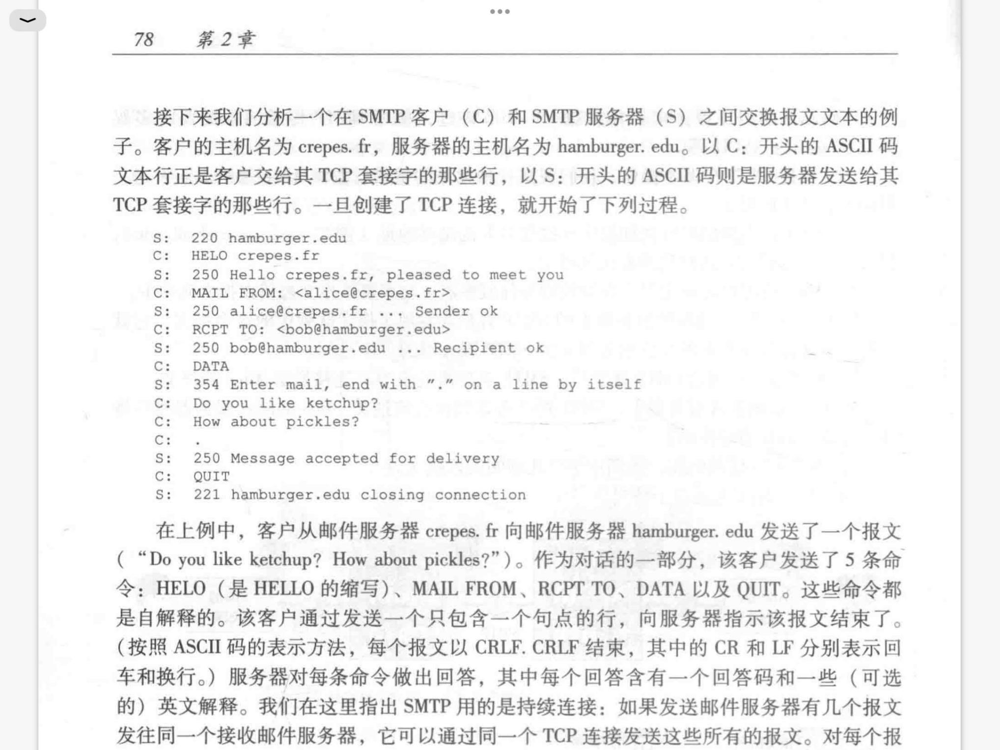 78 第 2 章
接下来我们分析一个在 SMTP 客户（C）和 SMTP 服务器（S）之间交换报文文本的例
子。客户的主机名为 crepes. fr，服务器的主机名为 hamburger. edu。以 C：开头的 ASCII 码
文本行正是客户交给其 TCP 套接字的那些行，以 S：开头的 ASCII 码则是服务器发送给其
TCP 套接字的那些行。一旦创建了 TCP 连接，就开始了下列过程。
S: 220 hamburger.edu
C: HELO crepes.fr
S: 250 Hello crepes.fr, pleased to meet you
C: MAIL FROM: <alice@crepes.fr>
S: 250 alice@crepes.fr ... Sender ok
C: RCPT TO: <bob@hamburger.edu>
S: 250 bob@hamburger.edu ... Recipient ok
C: DATA
S: 354 Enter mail, end with "." on a line by itself
C: Do you like ketchup?
C: How about pickles?
C: .
S: 250 Message accepted for delivery
C: QUIT
S: 221 hamburger.edu closing connection
在上例中，客户从邮件服务器 crepes. fr 向邮件服务器 hamburger. edu 发送了一个报文
（“Do you like ketchup? How about pickles?”）。作为对话的一部分，该客户发送了 5 条命
令：HELO（是 HELLO 的缩写）、MAIL FROM、RCPT TO、DATA 以及 QUIT。这些命令都
是自解释的。该客户通过发送一个只包含一个句点的行，向服务器指示该报文结束了。
（按照 ASCII 码的表示方法，每个报文以 CRLF. CRLF 结束，其中的 CR 和 LF 分别表示回
车和换行。）服务器对每条命令做出回答，其中每个回答含有一个回答码和一些（可选
的）英文解释。我们在这里指出 SMTP 用的是持续连接：如果发送邮件服务器有几个报文
发往同一个接收邮件服务器，它可以通过同一个 TCP 连接发送这些所有的报文。对每个报